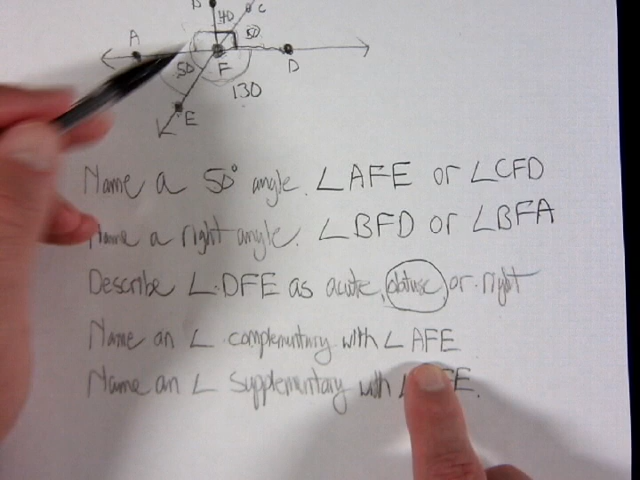 B 40 C
A 50
50 F D
130
E
Name a 50° angle. ∠AFE or ∠CFD
Name a right angle. ∠BFD or ∠BFA
Describe ∠DFE as acute, obtuse or right
Name an ∠ complementary with ∠AFE
Name an ∠ supplementary with ∠ E.